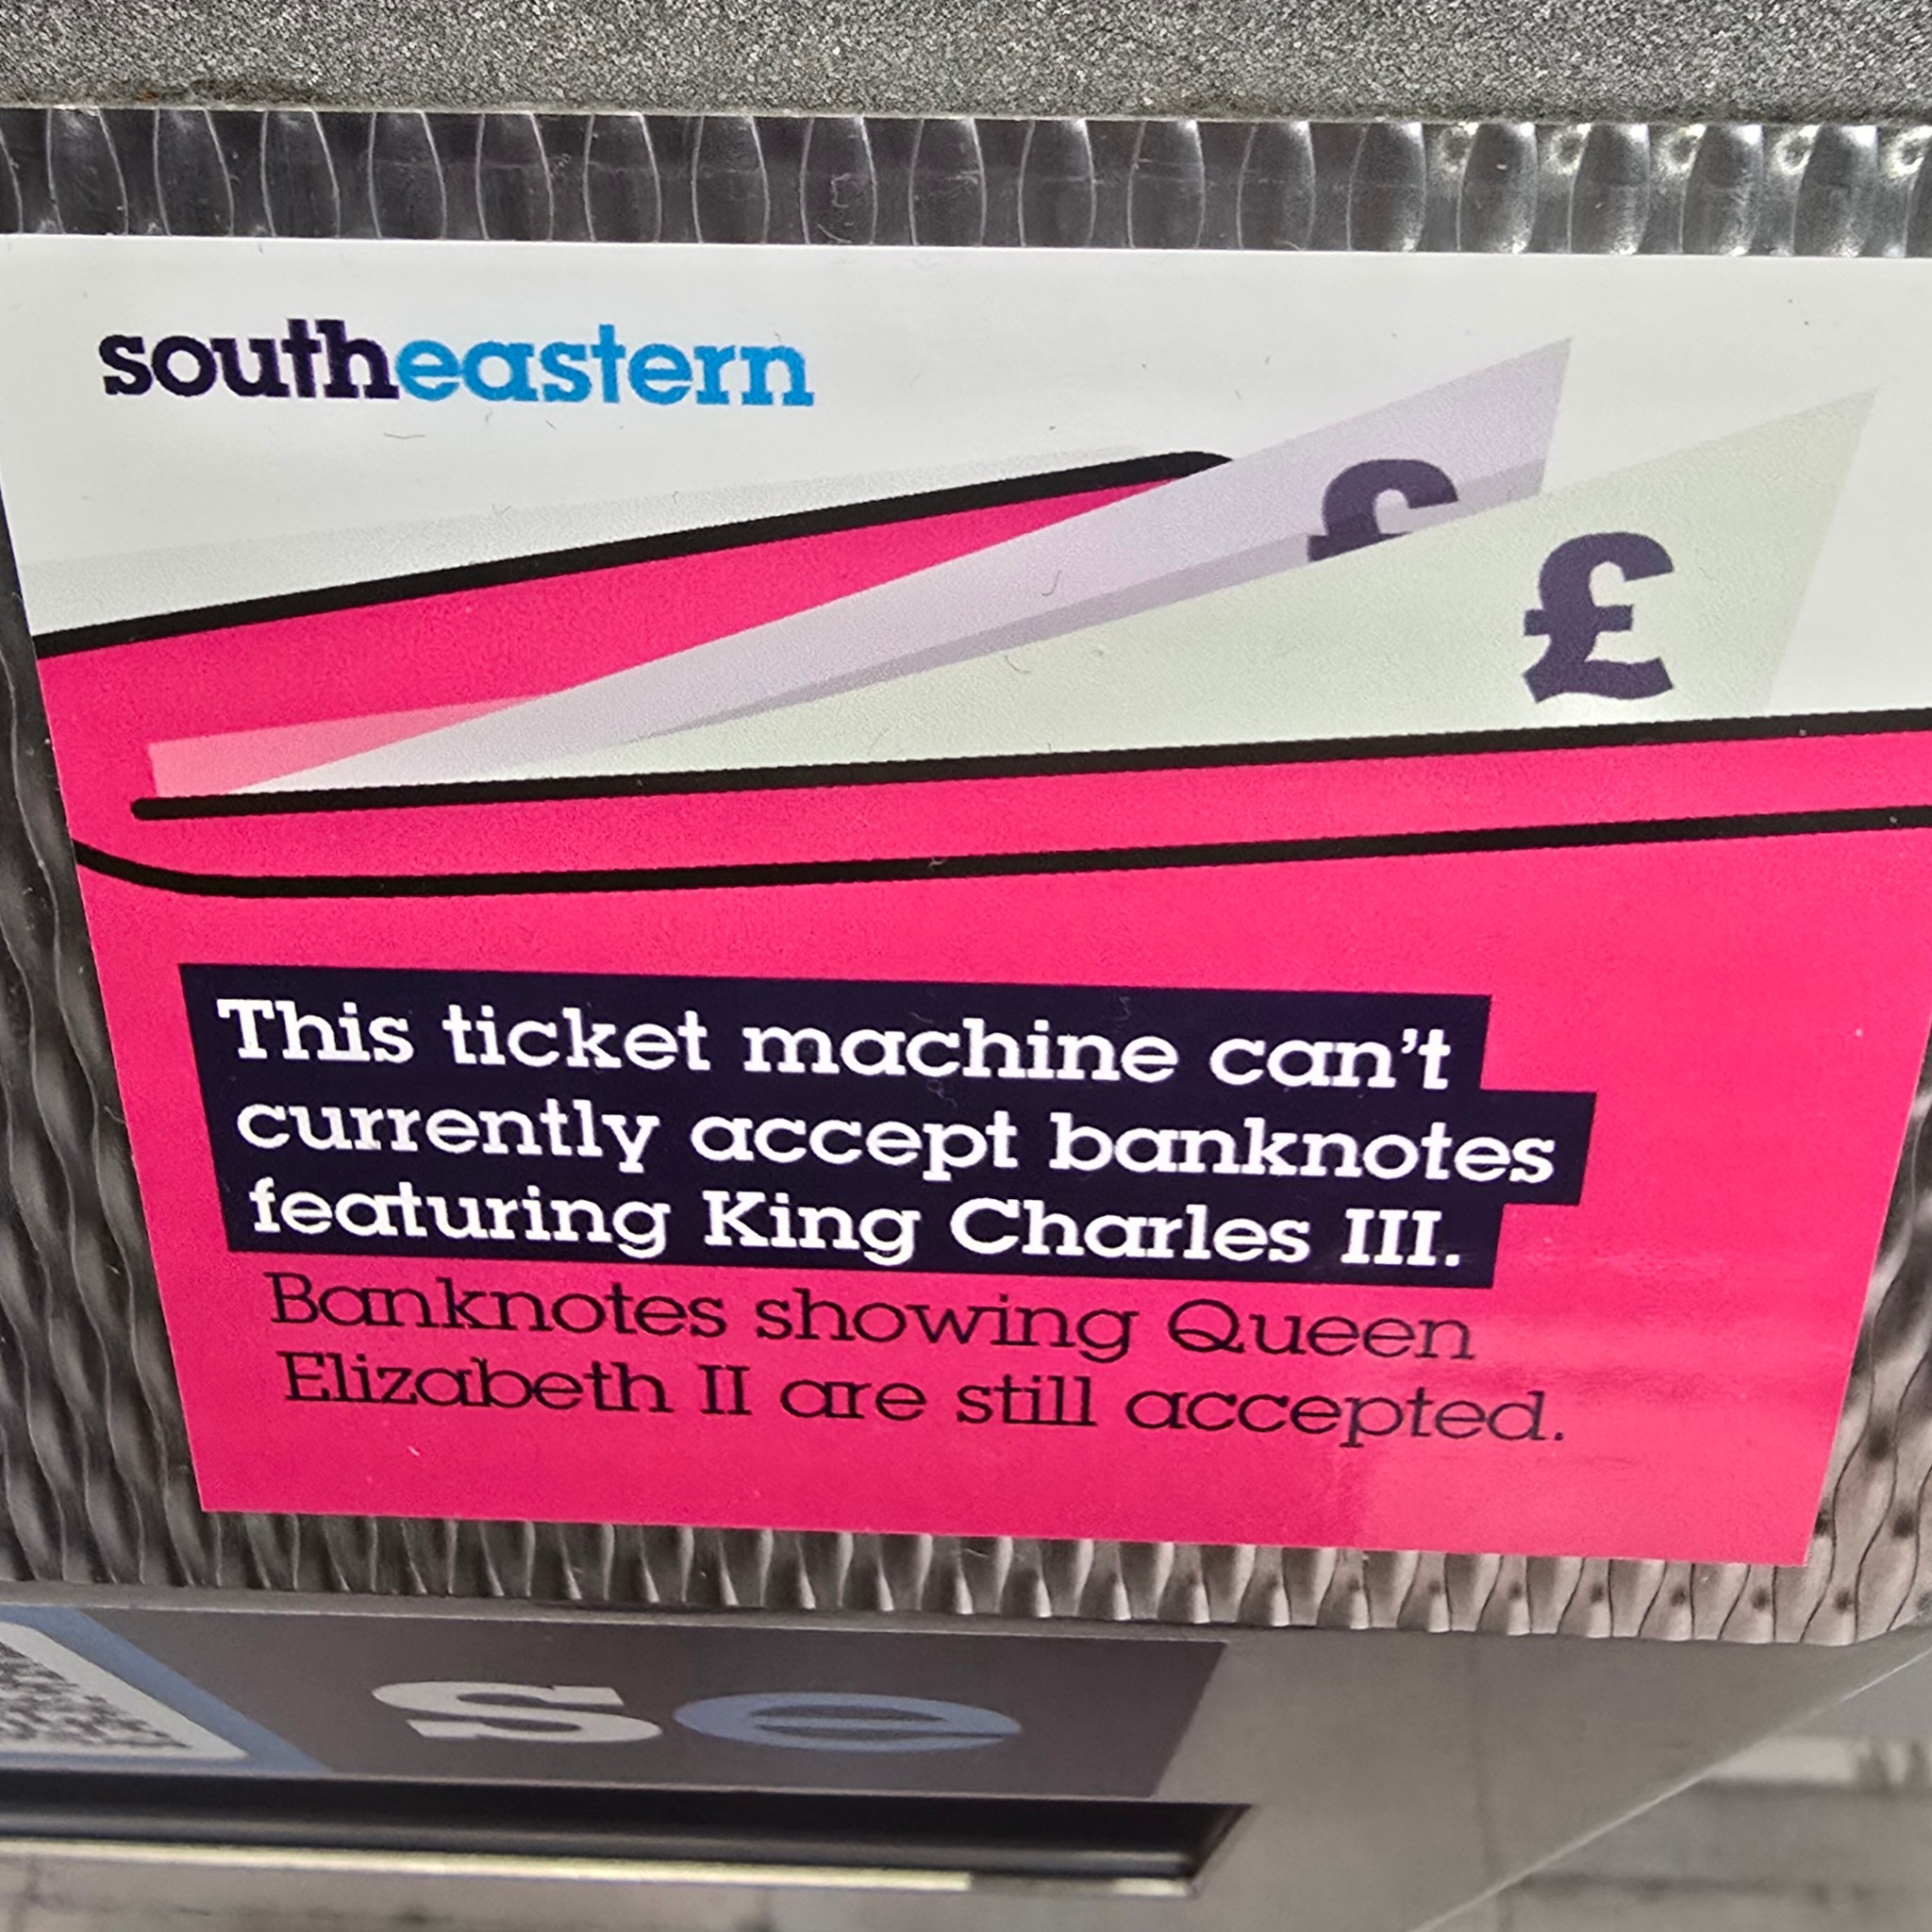 southeastern
£
£
This ticket machine can't
currently accept banknotes
featuring King Charles III.
Banknotes showing Queen
Elizabeth II are still accepted.
se